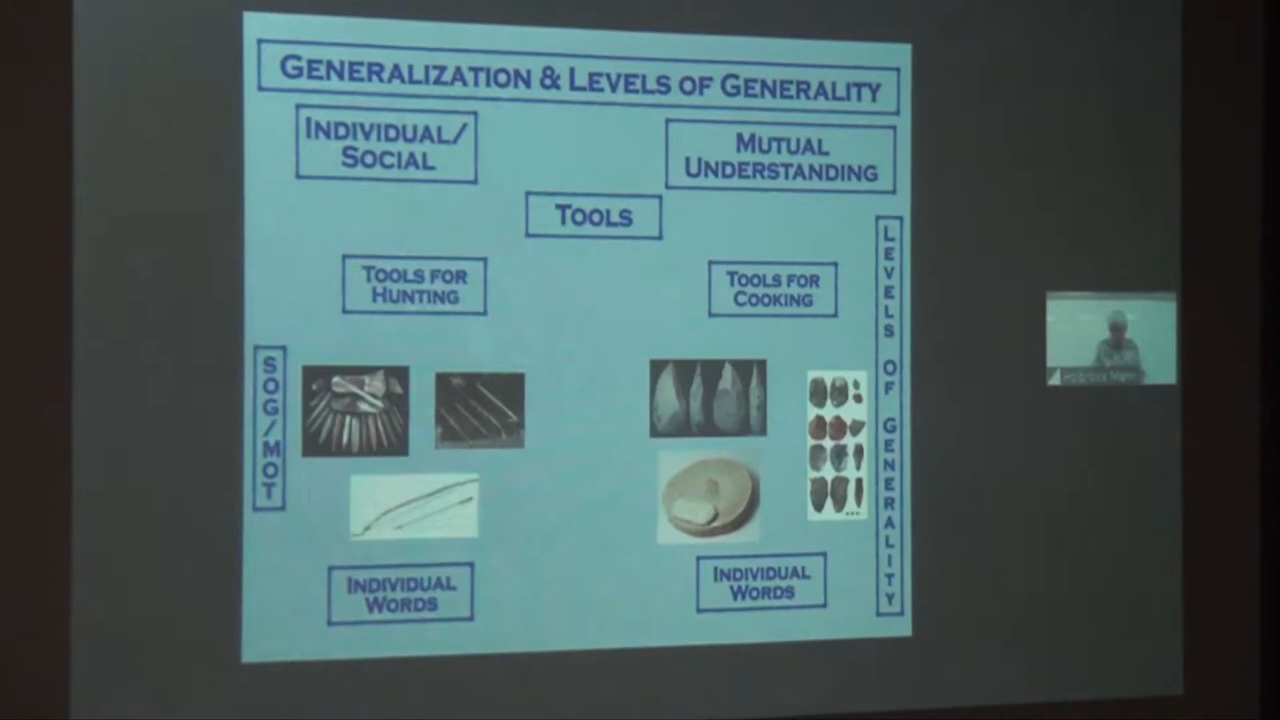 GENERALIZATION & LEVELS OF GENERALITY
INDIVIDUAL/
SOCIAL
MUTUAL
UNDERSTANDING
TOOLS
TOOLS FOR
HUNTING
TOOLS FOR
COOKING
SOG/MOT
LEVELS OF GENERALITY
INDIVIDUAL
WORDS
INDIVIDUAL
WORDS